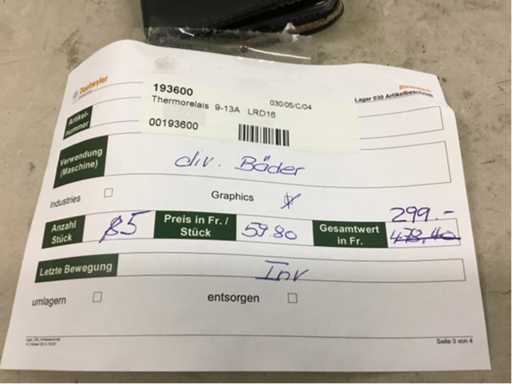 Lager 030 Artikelbeschrieb
193600
030/05/C/04
Thermorelais 9-13A LRD16
00193600
Artikel-
nummer
Verwendung
(Maschine)
div. Bäder
Industries
Graphics
299.-
Anzahl
Stück
5
Preis in Fr. /
Stück
59.80
Gesamtwert
in Fr.
478,40
Letzte Bewegung
Inv
umlagern
entsorgen
Seite 3 von 4